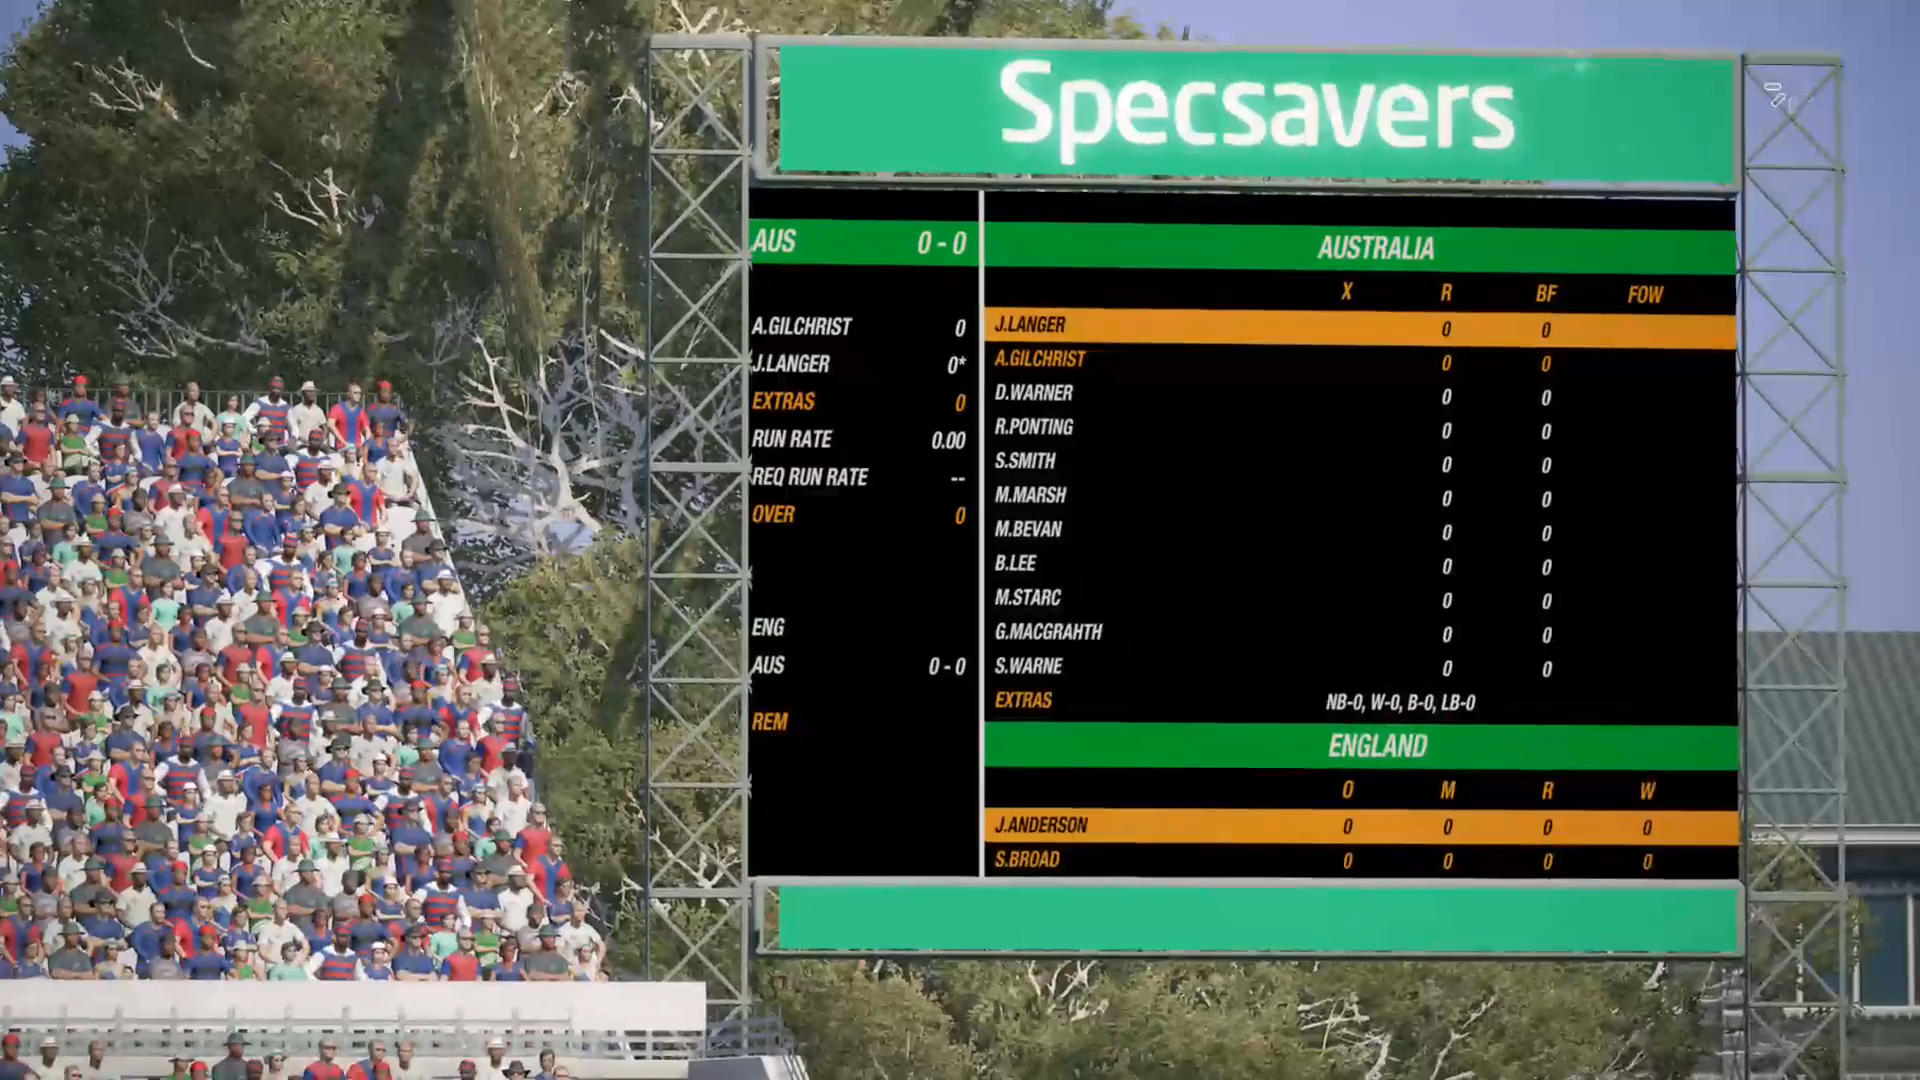 Specsavers
AUS 0 - 0
A.GILCHRIST 0
J.LANGER 0*
EXTRAS 0
RUN RATE 0.00
REQ RUN RATE --
OVER 0
ENG
AUS 0 - 0
REM
AUSTRALIA
X R BF FOW
J.LANGER 0 0
A.GILCHRIST 0 0
D.WARNER 0 0
R.PONTING 0 0
S.SMITH 0 0
M.MARSH 0 0
M.BEVAN 0 0
B.LEE 0 0
M.STARC 0 0
G.MACGRAHTH 0 0
S.WARNE 0 0
EXTRAS NB-0, W-0, B-0, LB-0
ENGLAND
O M R W
J.ANDERSON 0 0 0 0
S.BROAD 0 0 0 0